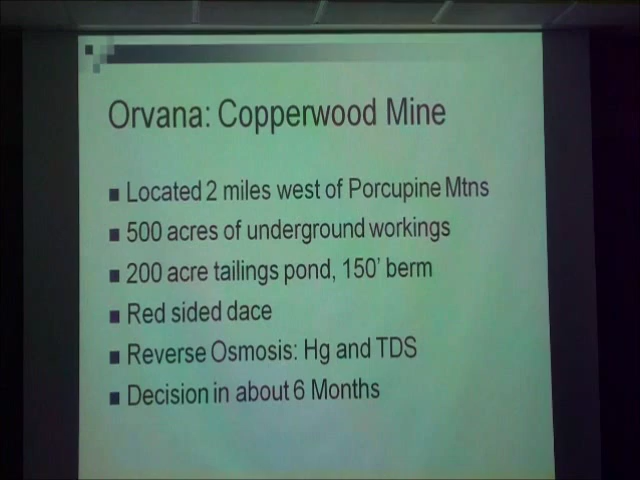 Orvana: Copperwood Mine
Located 2 miles west of Porcupine Mtns
500 acres of underground workings
200 acre tailings pond, 150' berm
Red sided dace
Reverse Osmosis: Hg and TDS
Decision in about 6 Months